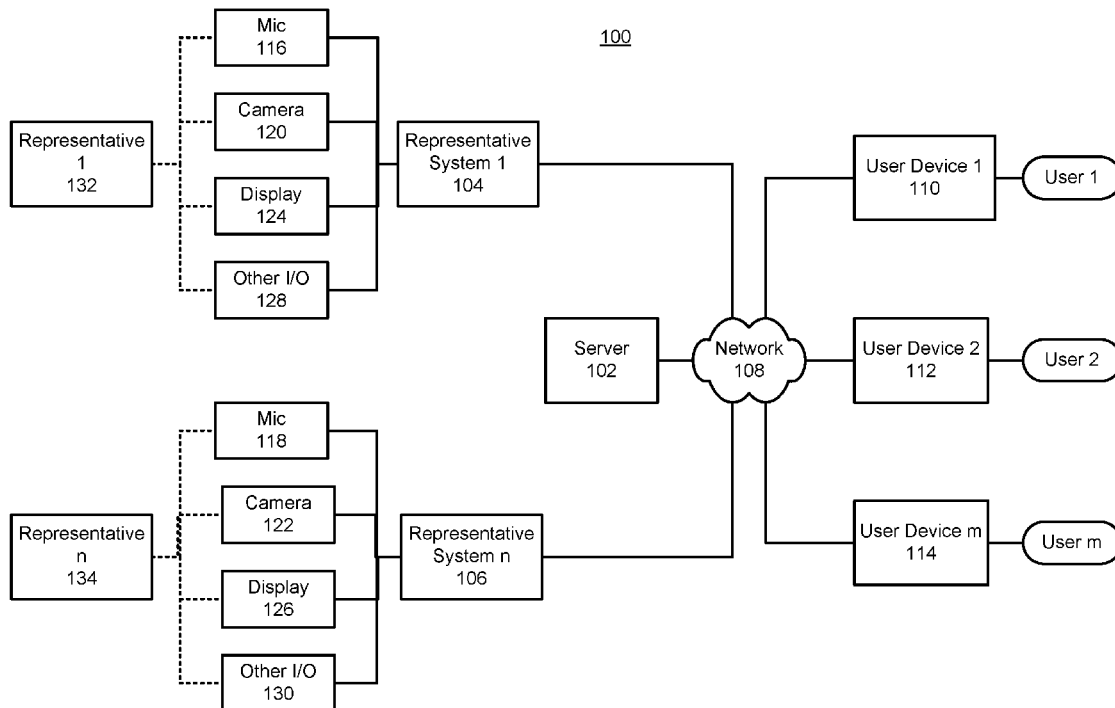 100
Mic
116
Camera
120
Display
124
Other I/O
128
Representative
1
132
Representative
System 1
104
User Device 1
110
User 1
Server
102
Network
108
User Device 2
112
User 2
Mic
118
Camera
122
Display
126
Other I/O
130
Representative
n
134
Representative
System n
106
User Device m
114
User m